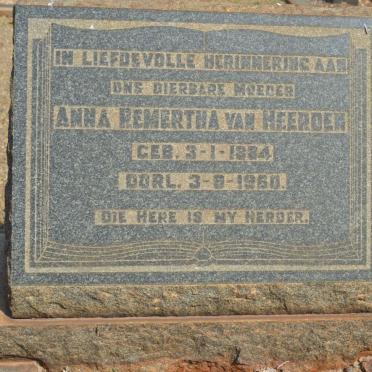 IN LIEFDEVOLLE HERINNERING AAN
ONS DIERBARE MOEDER
ANNA REMERTHA VAN HEERDEN
GEB. 3-1-1884
OORL. 3-8-1960.
DIE HERE IS MY HERDER.